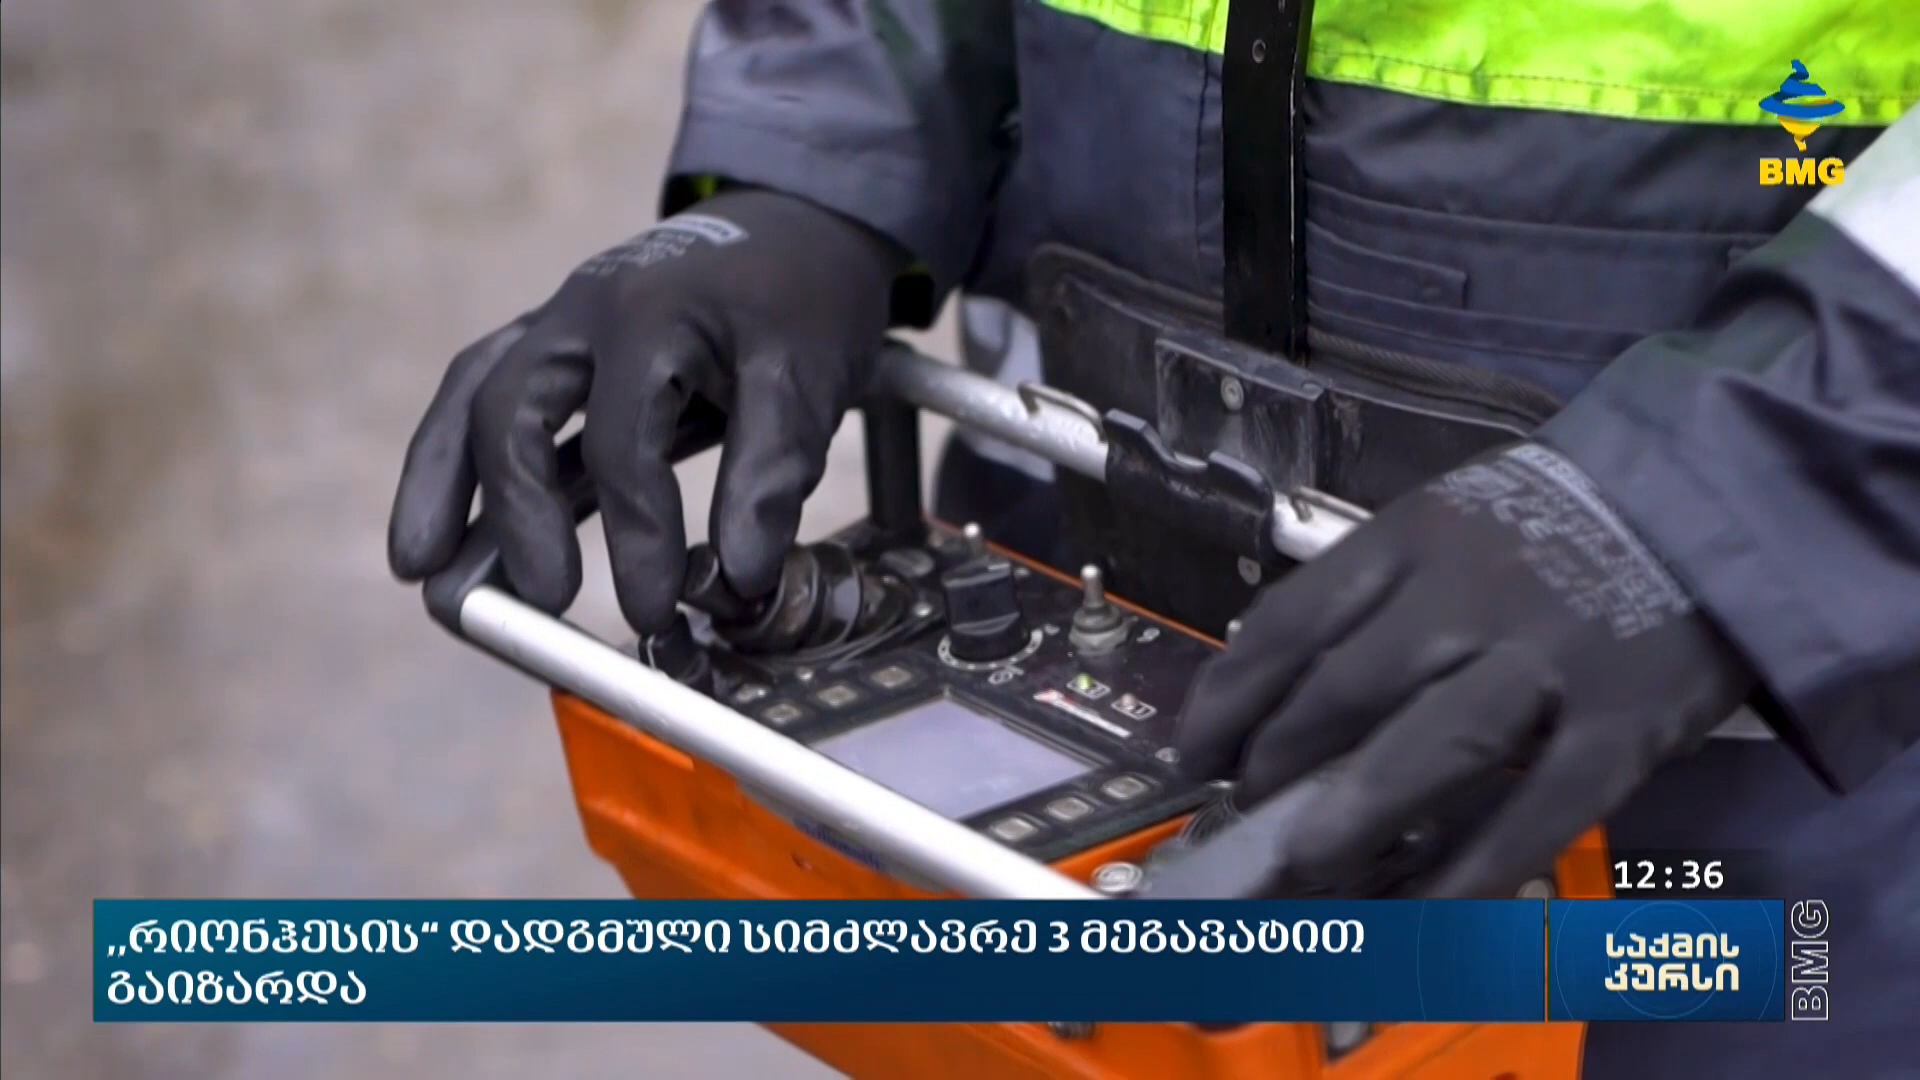 BMG
12:36
„რიონჰესის“ დადგმული სიმძლავრე 3 მეგავატით
გაიზარდა
საქმის
კურსი
BMG